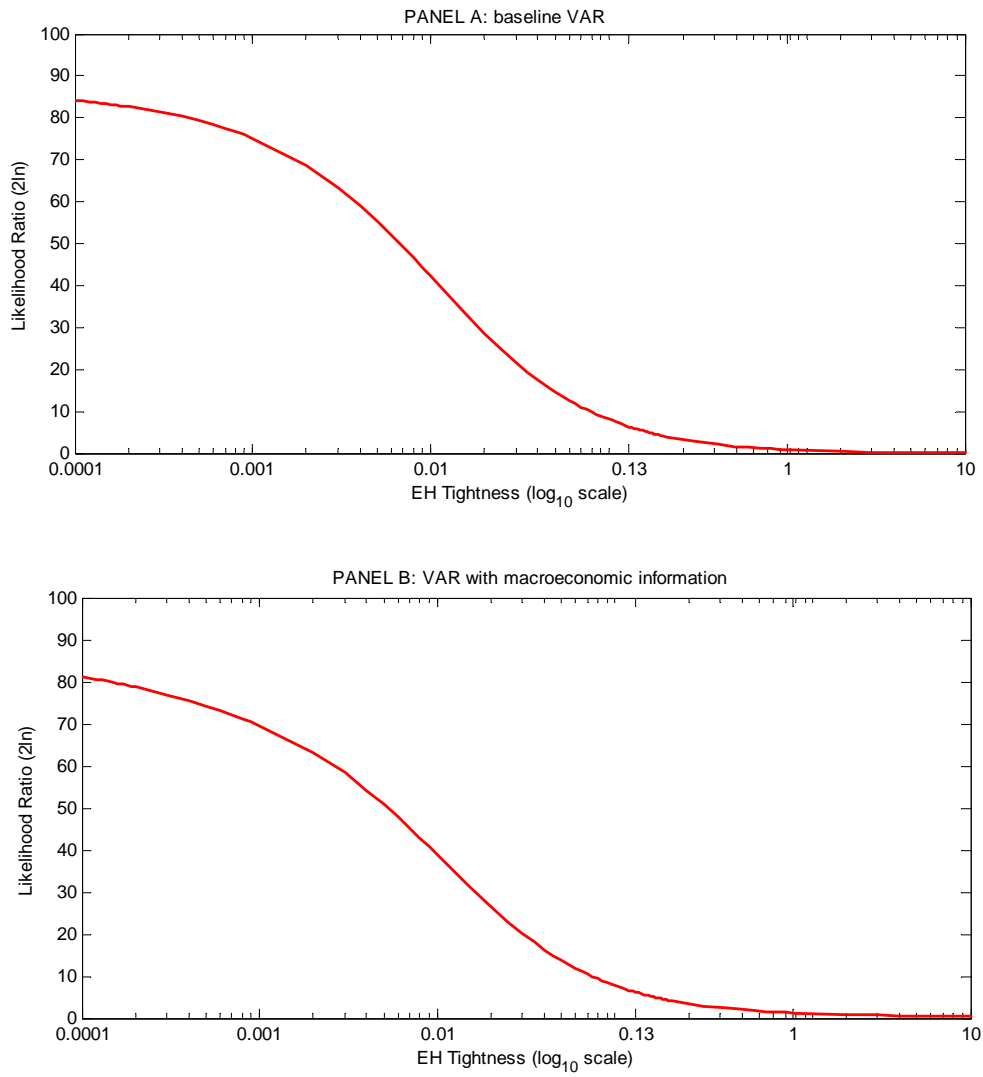 PANEL A: baseline VAR
100
90
80
70
60
50
40
30
20
10
0
Likelihood Ratio (2ln)
0.0001 0.001 0.01 0.13 1 10
EH Tightness (log10 scale)
PANEL B: VAR with macroeconomic information
100
90
80
70
60
50
40
30
20
10
0
Likelihood Ratio (2ln)
0.0001 0.001 0.01 0.13 1 10
EH Tightness (log10 scale)